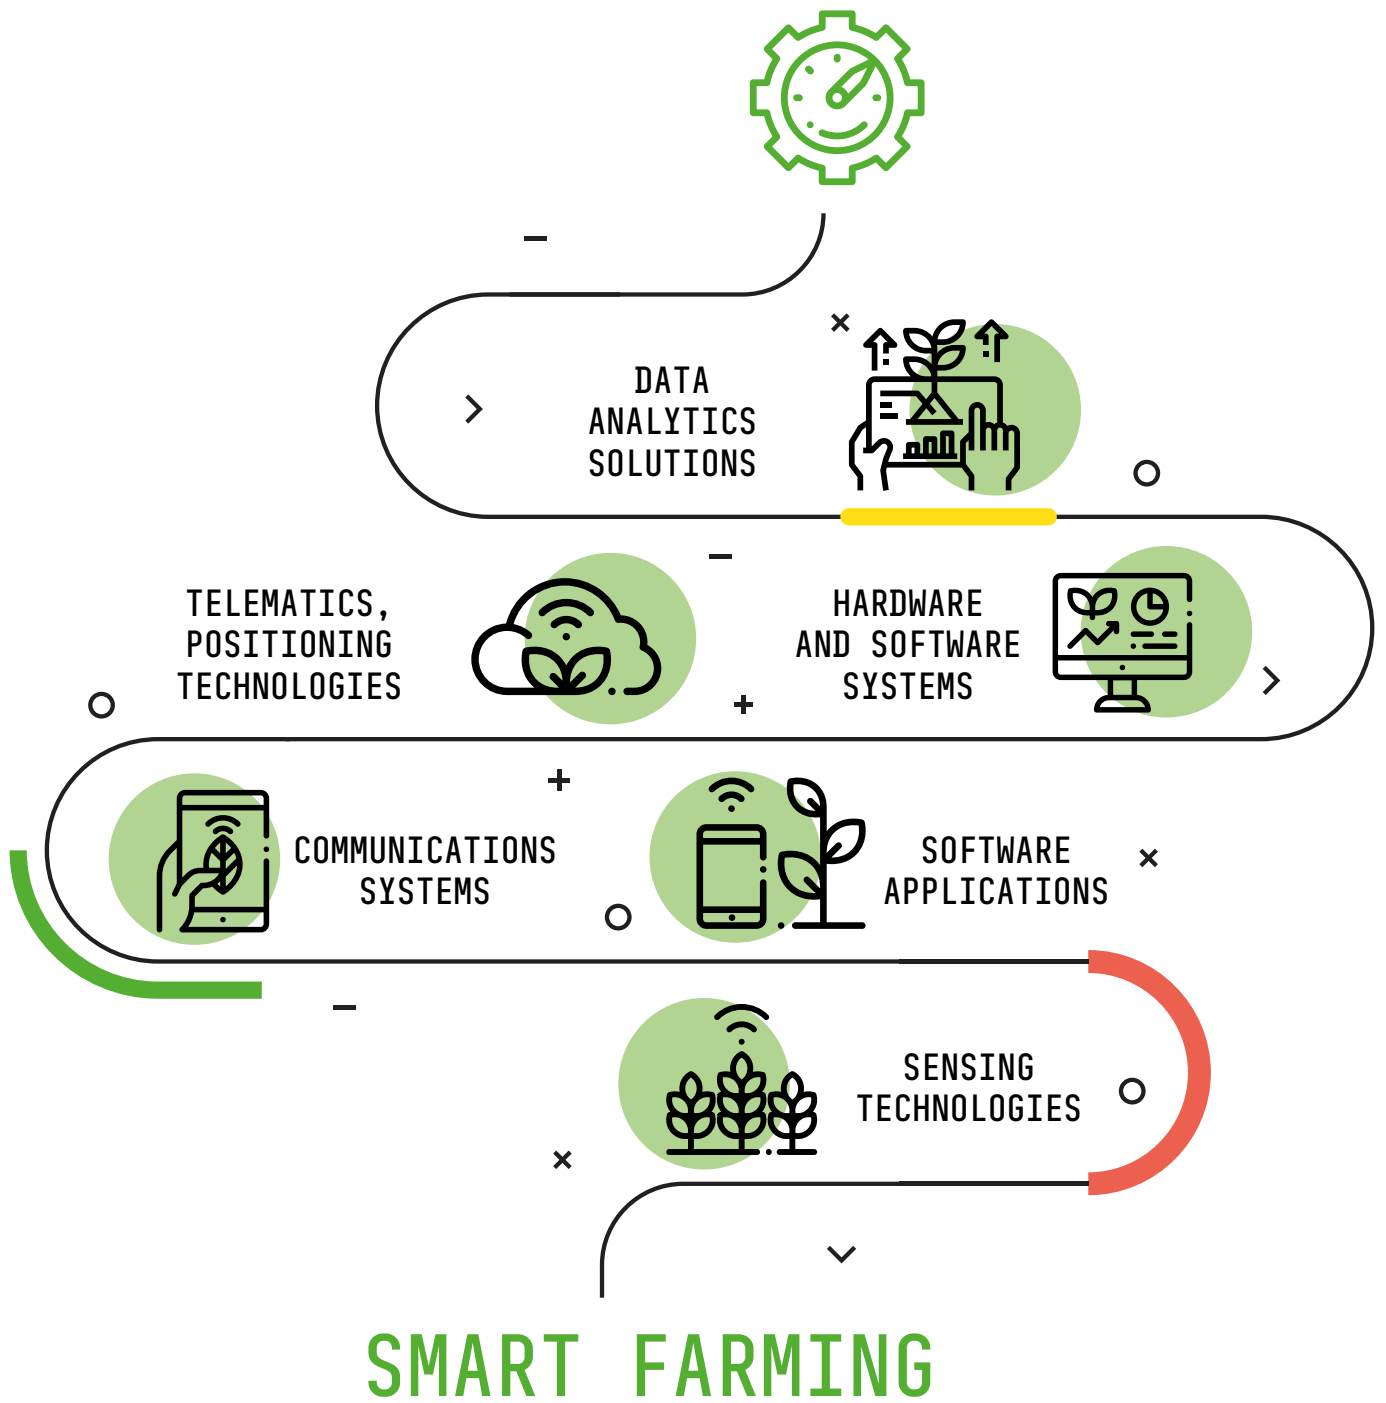 DATA
ANALYTICS
SOLUTIONS
TELEMATICS,
POSITIONING
TECHNOLOGIES
HARDWARE
AND SOFTWARE
SYSTEMS
COMMUNICATIONS
SYSTEMS
SOFTWARE
APPLICATIONS
SENSING
TECHNOLOGIES
SMART FARMING